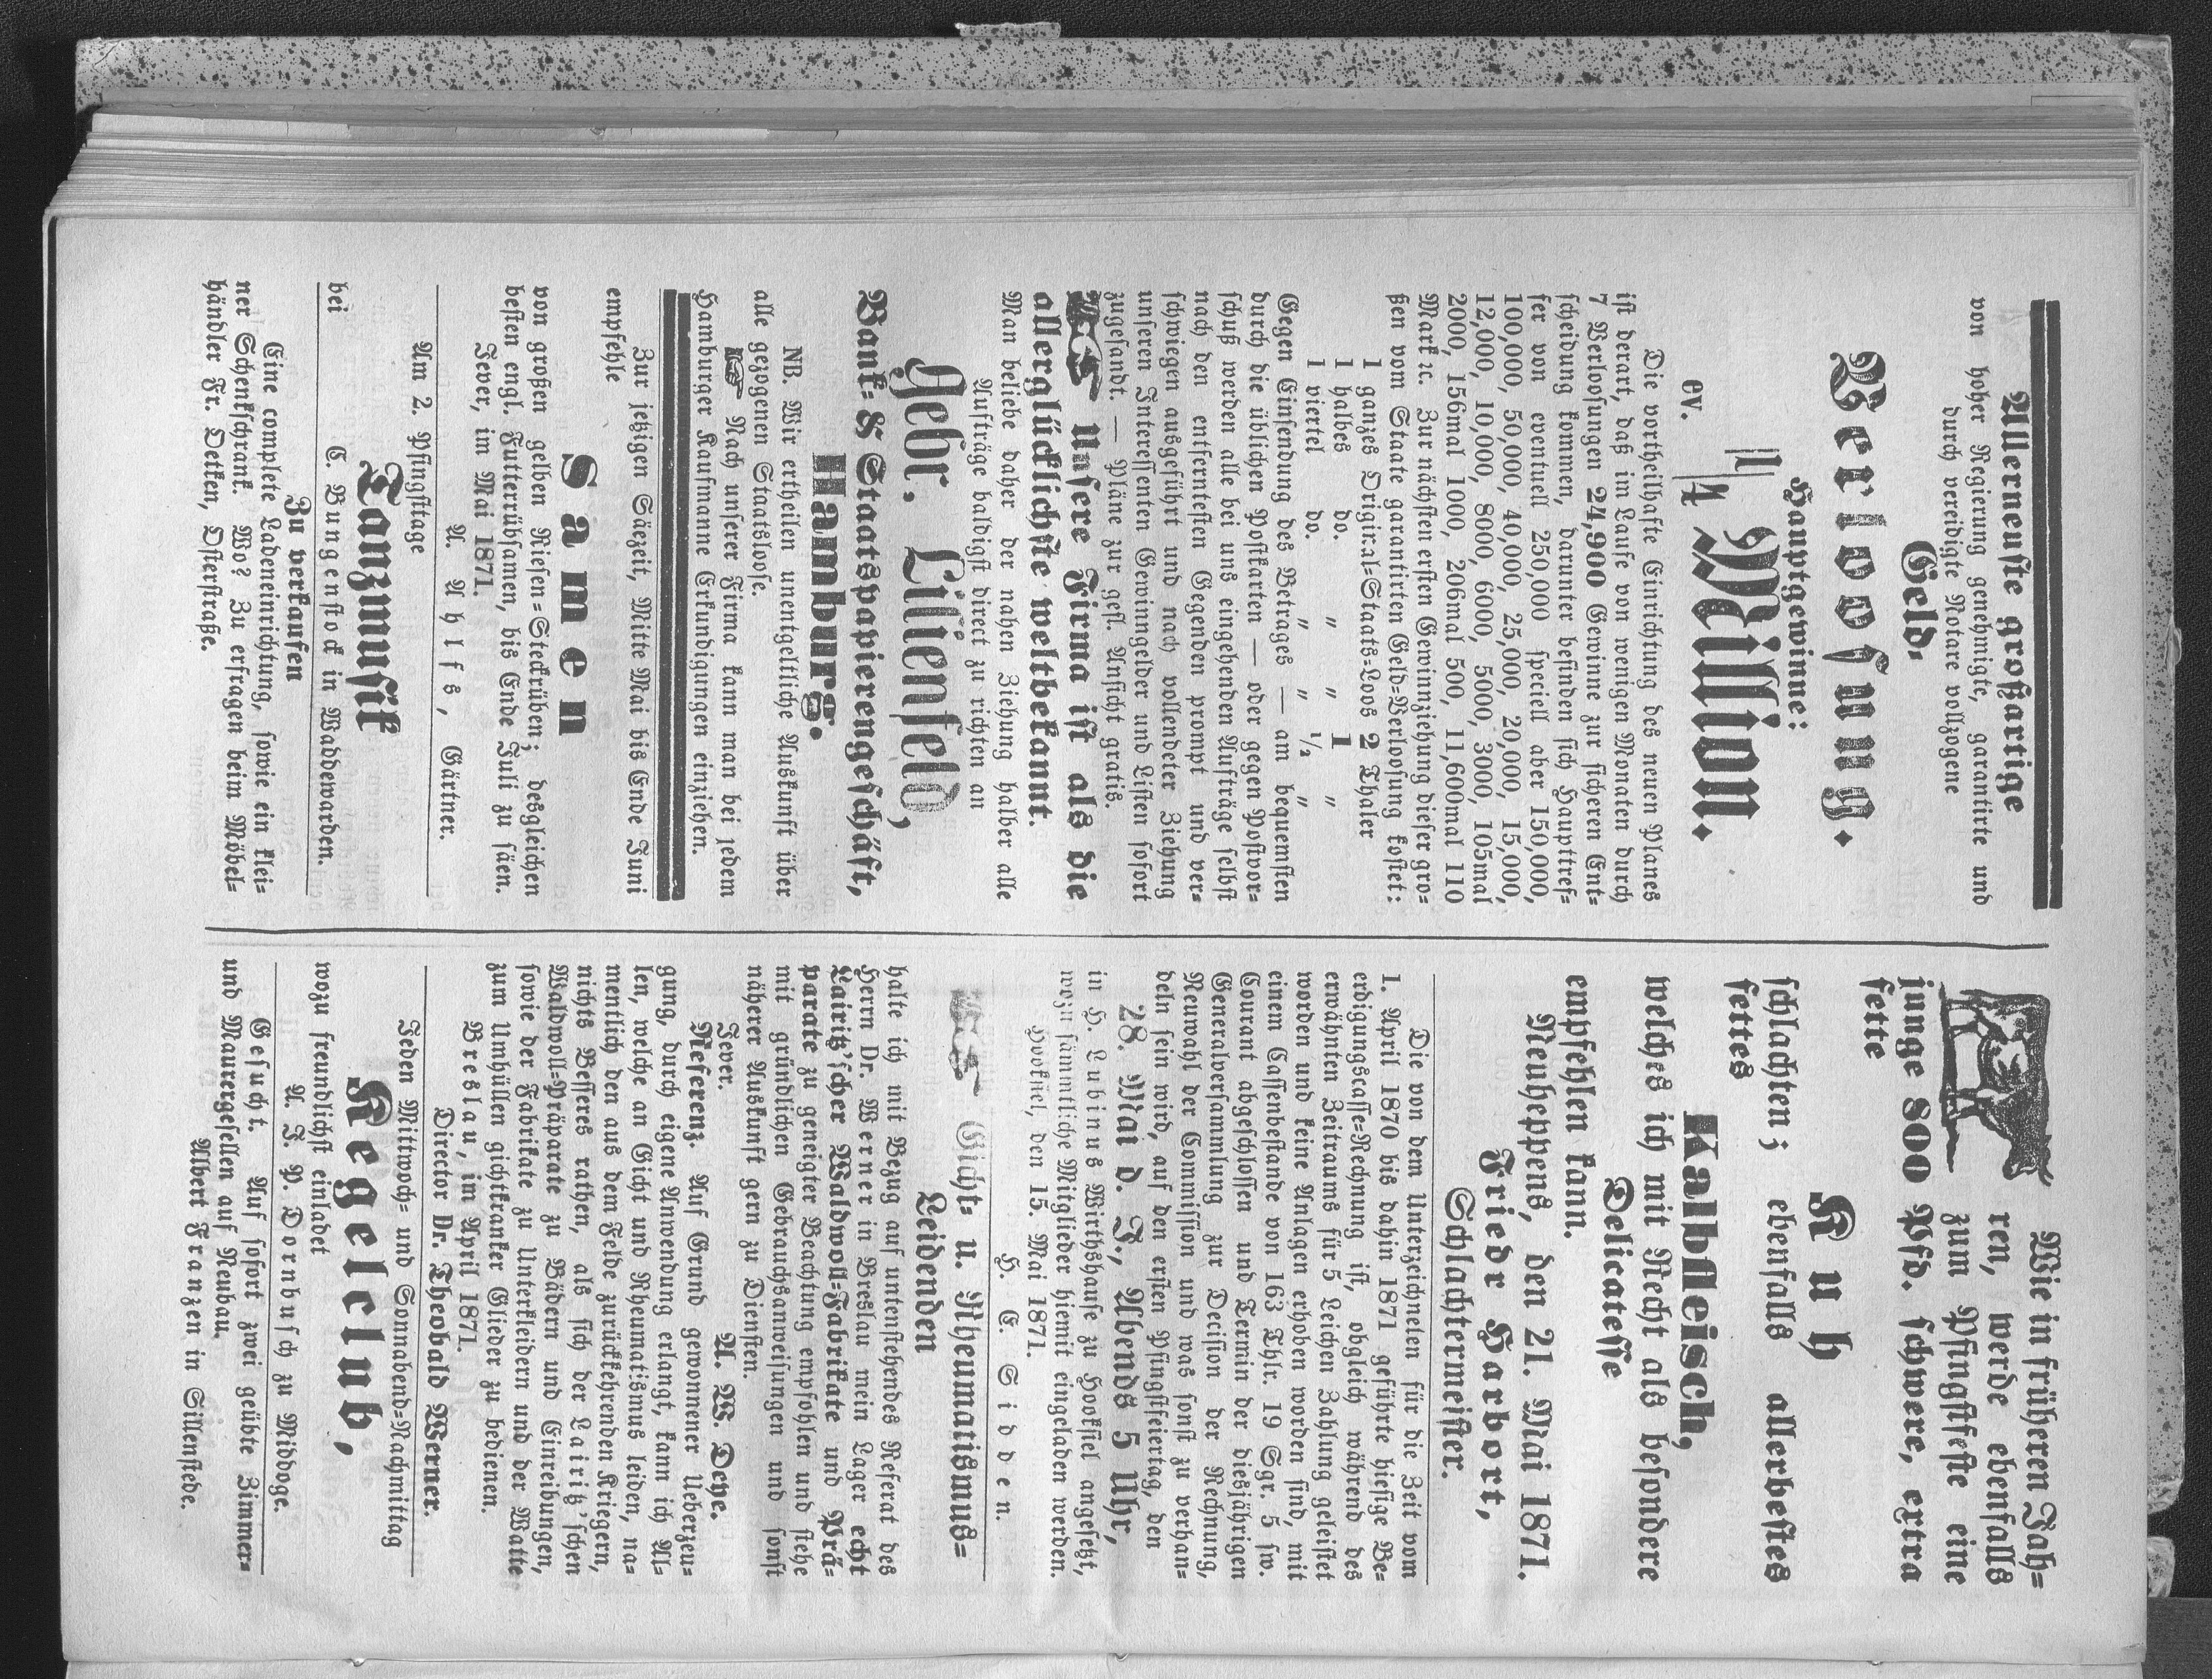 Allerneuste großartige
von hoher Regierung genehmigte, garantirte und
durch vereidigte Notare vollzogene
Geld-
Verloosung.
Hauptgewinne:
ev. 1/4 Million.
Die vortheilhafte Einrichtung des neuen Planes
ist derart, daß im Laufe von wenigen Monaten durch
7 Verloosungen 24,900 Gewinne zur sicheren Ent-
scheidung kommen, darunter befinden sich Haupttref-
fer von eventuell 250,000 speciell aber 150,000,
100,000, 50,000, 40,000, 25,000, 20,000, 15,000,
12,000, 10,000, 8000, 6000, 5000, 3000, 105mal
2000, 156mal 1000, 206mal 500, 11,600mal 110
Mark ꝛc. Zur nächsten ersten Gewinnziehung dieser gro-
ßen vom Staate garantirten Geld-Verloosung kostet:
1 ganzes Original-Staats-Loos 2 Thaler
1 halbes do. " " 1 "
1 viertel do. " " 1/2 "
Gegen Einsendung des Betrages — am bequemsten
durch die üblichen Postkarten — oder gegen Postvor-
schuß werden alle bei uns eingehenden Aufträge selbst
nach den entferntesten Gegenden prompt und ver-
schwiegen ausgeführt und nach vollendeter Ziehung
unseren Interessenten Gewinngelder und Listen sofort
zugesandt. — Pläne zur gefl. Ansicht gratis.
☛ Unsere Firma ist als die
allerglücklichste weltbekannt.
Man beliebe daher der nahen Ziehung halber alle
Aufträge baldigst direct zu richten an
Gebr. Lilienfeld,
Bank- & Staatspapierengeschäft,
Hamburg.
NB. Wir ertheilen unentgeltliche Auskunft über
alle gezogenen Staatsloose.
☛ Nach unserer Firma kann man bei jedem
Hamburger Kaufmanne Erkundigungen einziehen.
Zur jetzigen Säezeit, Mitte Mai bis Ende Juni
empfehle
Samen
von großen gelben Riesen-Steckrüben; desgleichen
besten engl. Futterrübsamen, bis Ende Juli zu säen.
Jever, im Mai 1871.
A. Ahlfs, Gärtner.
Am 2. Pfingsttage
Tanzmusik
bei C. Bungenstock in Waddewarden.
Zu verkaufen
Eine complete Ladeneinrichtung, sowie ein klei-
ner Schenkschrank. Wo? Zu erfragen beim Möbel-
händler Fr. Detken, Osterstraße.
Wie in früheren Jah-
ren, werde ebenfalls
zum Pfingstfeste eine
junge 800 Pfd. schwere, extra
fette
Kuh
schlachten; ebenfalls allerbestes
fettes
Kalbfleisch,
welches ich mit Recht als besondere
Delicatesse
empfehlen kann.
Neuheppens, den 21. Mai 1871.
Friedr Harbort,
Schlachtermeister.
Die von dem Unterzeichneten für die Zeit vom
1. April 1870 bis dahin 1871 geführte hiesige Be-
erdigungscasse-Rechnung ist, obgleich während des
erwähnten Zeitraums für 5 Leichen Zahlung geleistet
worden und keine Anlagen erhoben worden sind, mit
einem Cassenbestande von 163 Thlr. 19 Sgr. 5 sw.
Courant abgeschlossen und Termin der diesjährigen
Generalversammlung zur Decision der Rechnung,
Neuwahl der Commission und was sonst zu verhan-
deln sein wird, auf den ersten Pfingstfeiertag, den
28. Mai d. J., Abends 5 Uhr,
in H. Lubinus Wirthshause zu Hooksiel angesetzt,
wozu sämmtliche Mitglieder hiemit eingeladen werden.
Hooksiel, den 15. Mai 1871.
H. E. Gidden.
☛ Gicht- u. Rheumatismus-
Leidenden
halte ich mit Bezug auf untenstehendes Referat des
Herrn Dr. Werner in Breslau mein Lager echt
Lairitz'scher Waldwoll-Fabrikate und Prä-
parate zu geneigter Beachtung empfohlen und stehe
mit gründlichen Gebrauchsanweisungen und sonst
näherer Auskunft gern zu Diensten.
Jever. A. W. Deye.
Referenz. Auf Grund gewonnener Ueberzeu-
gung, durch eigene Anwendung erlangt, kann ich Al-
len, welche an Gicht und Rheumatismus leiden, na-
mentlich den aus dem Felde zurückkehrenden Kriegern,
nichts Besseres rathen, als sich der Lairitz'schen
Waldwoll-Präparate zu Bädern und Einreibungen,
sowie der Fabrikate zu Unterkleidern und der Watte
zum Umhüllen gichtkranker Glieder zu bedienen.
Breslau, im April 1871.
Director Dr. Theobald Werner.
Jeden Mittwoch- und Sonnabend-Nachmittag
Kegelclub,
wozu freundlichst einladet
A. J. P. Dornbusch zu Middoge.
Gesucht. Auf sofort zwei geübte Zimmer-
und Maurergesellen auf Neubau.
Albert Franzen in Sillenstede.